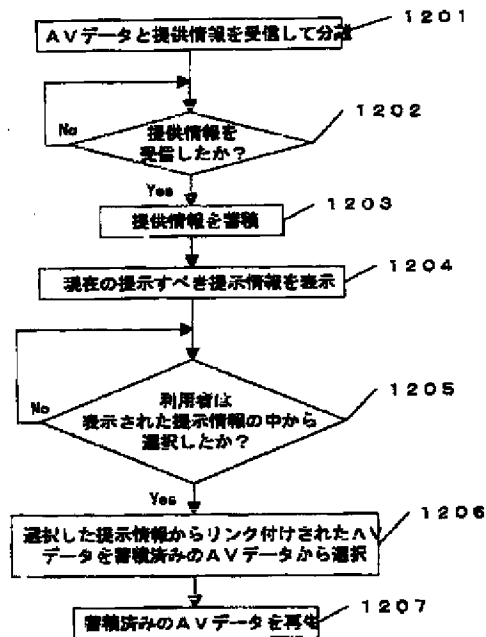 1201
AVデータと提供情報を受信して分離
1202
No
提供情報を
受信したか?
Yes
1203
提供情報を蓄積
1204
現在の提示すべき提示情報を表示
1205
No
利用者は
表示された提示情報の中から
選択したか?
Yes
1206
選択した提示情報からリンク付けされたAV
データを蓄積済みのAVデータから選択
1207
蓄積済みのAVデータを再生